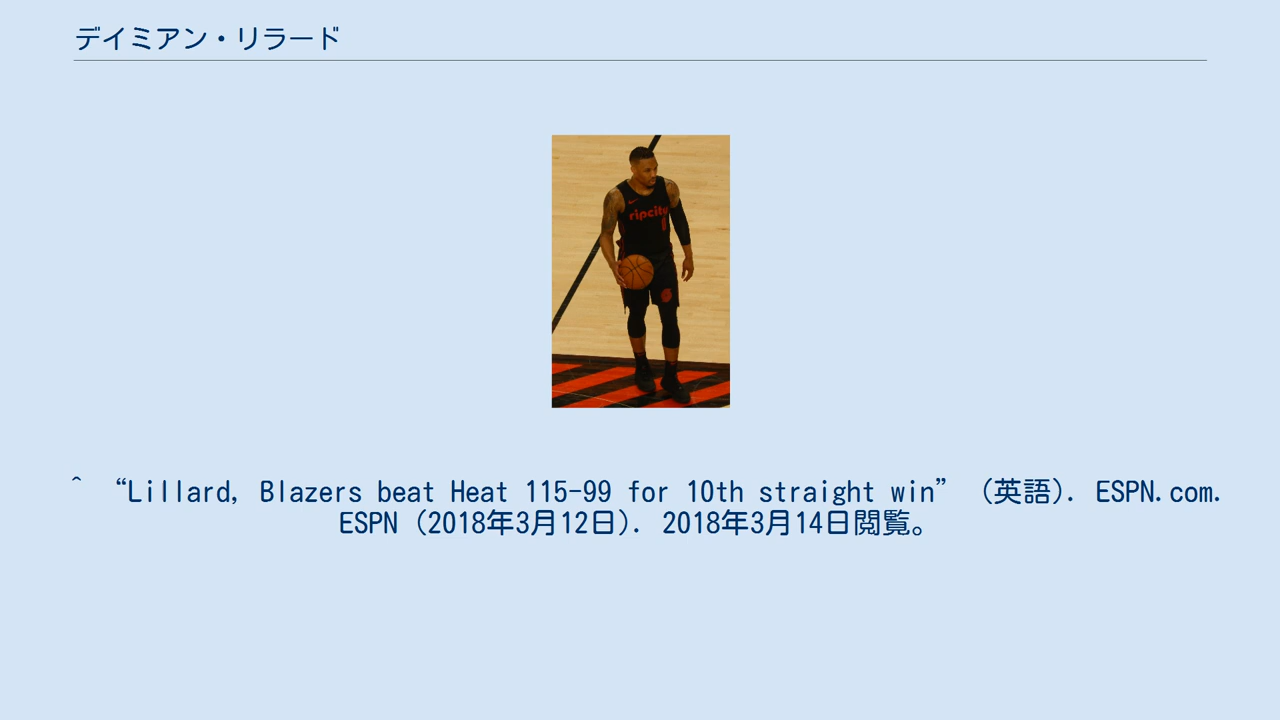 デイミアン・リラード
ripcity
^ “Lillard, Blazers beat Heat 115-99 for 10th straight win” (英語). ESPN.com.
ESPN (2018年3月12日). 2018年3月14日閲覧。